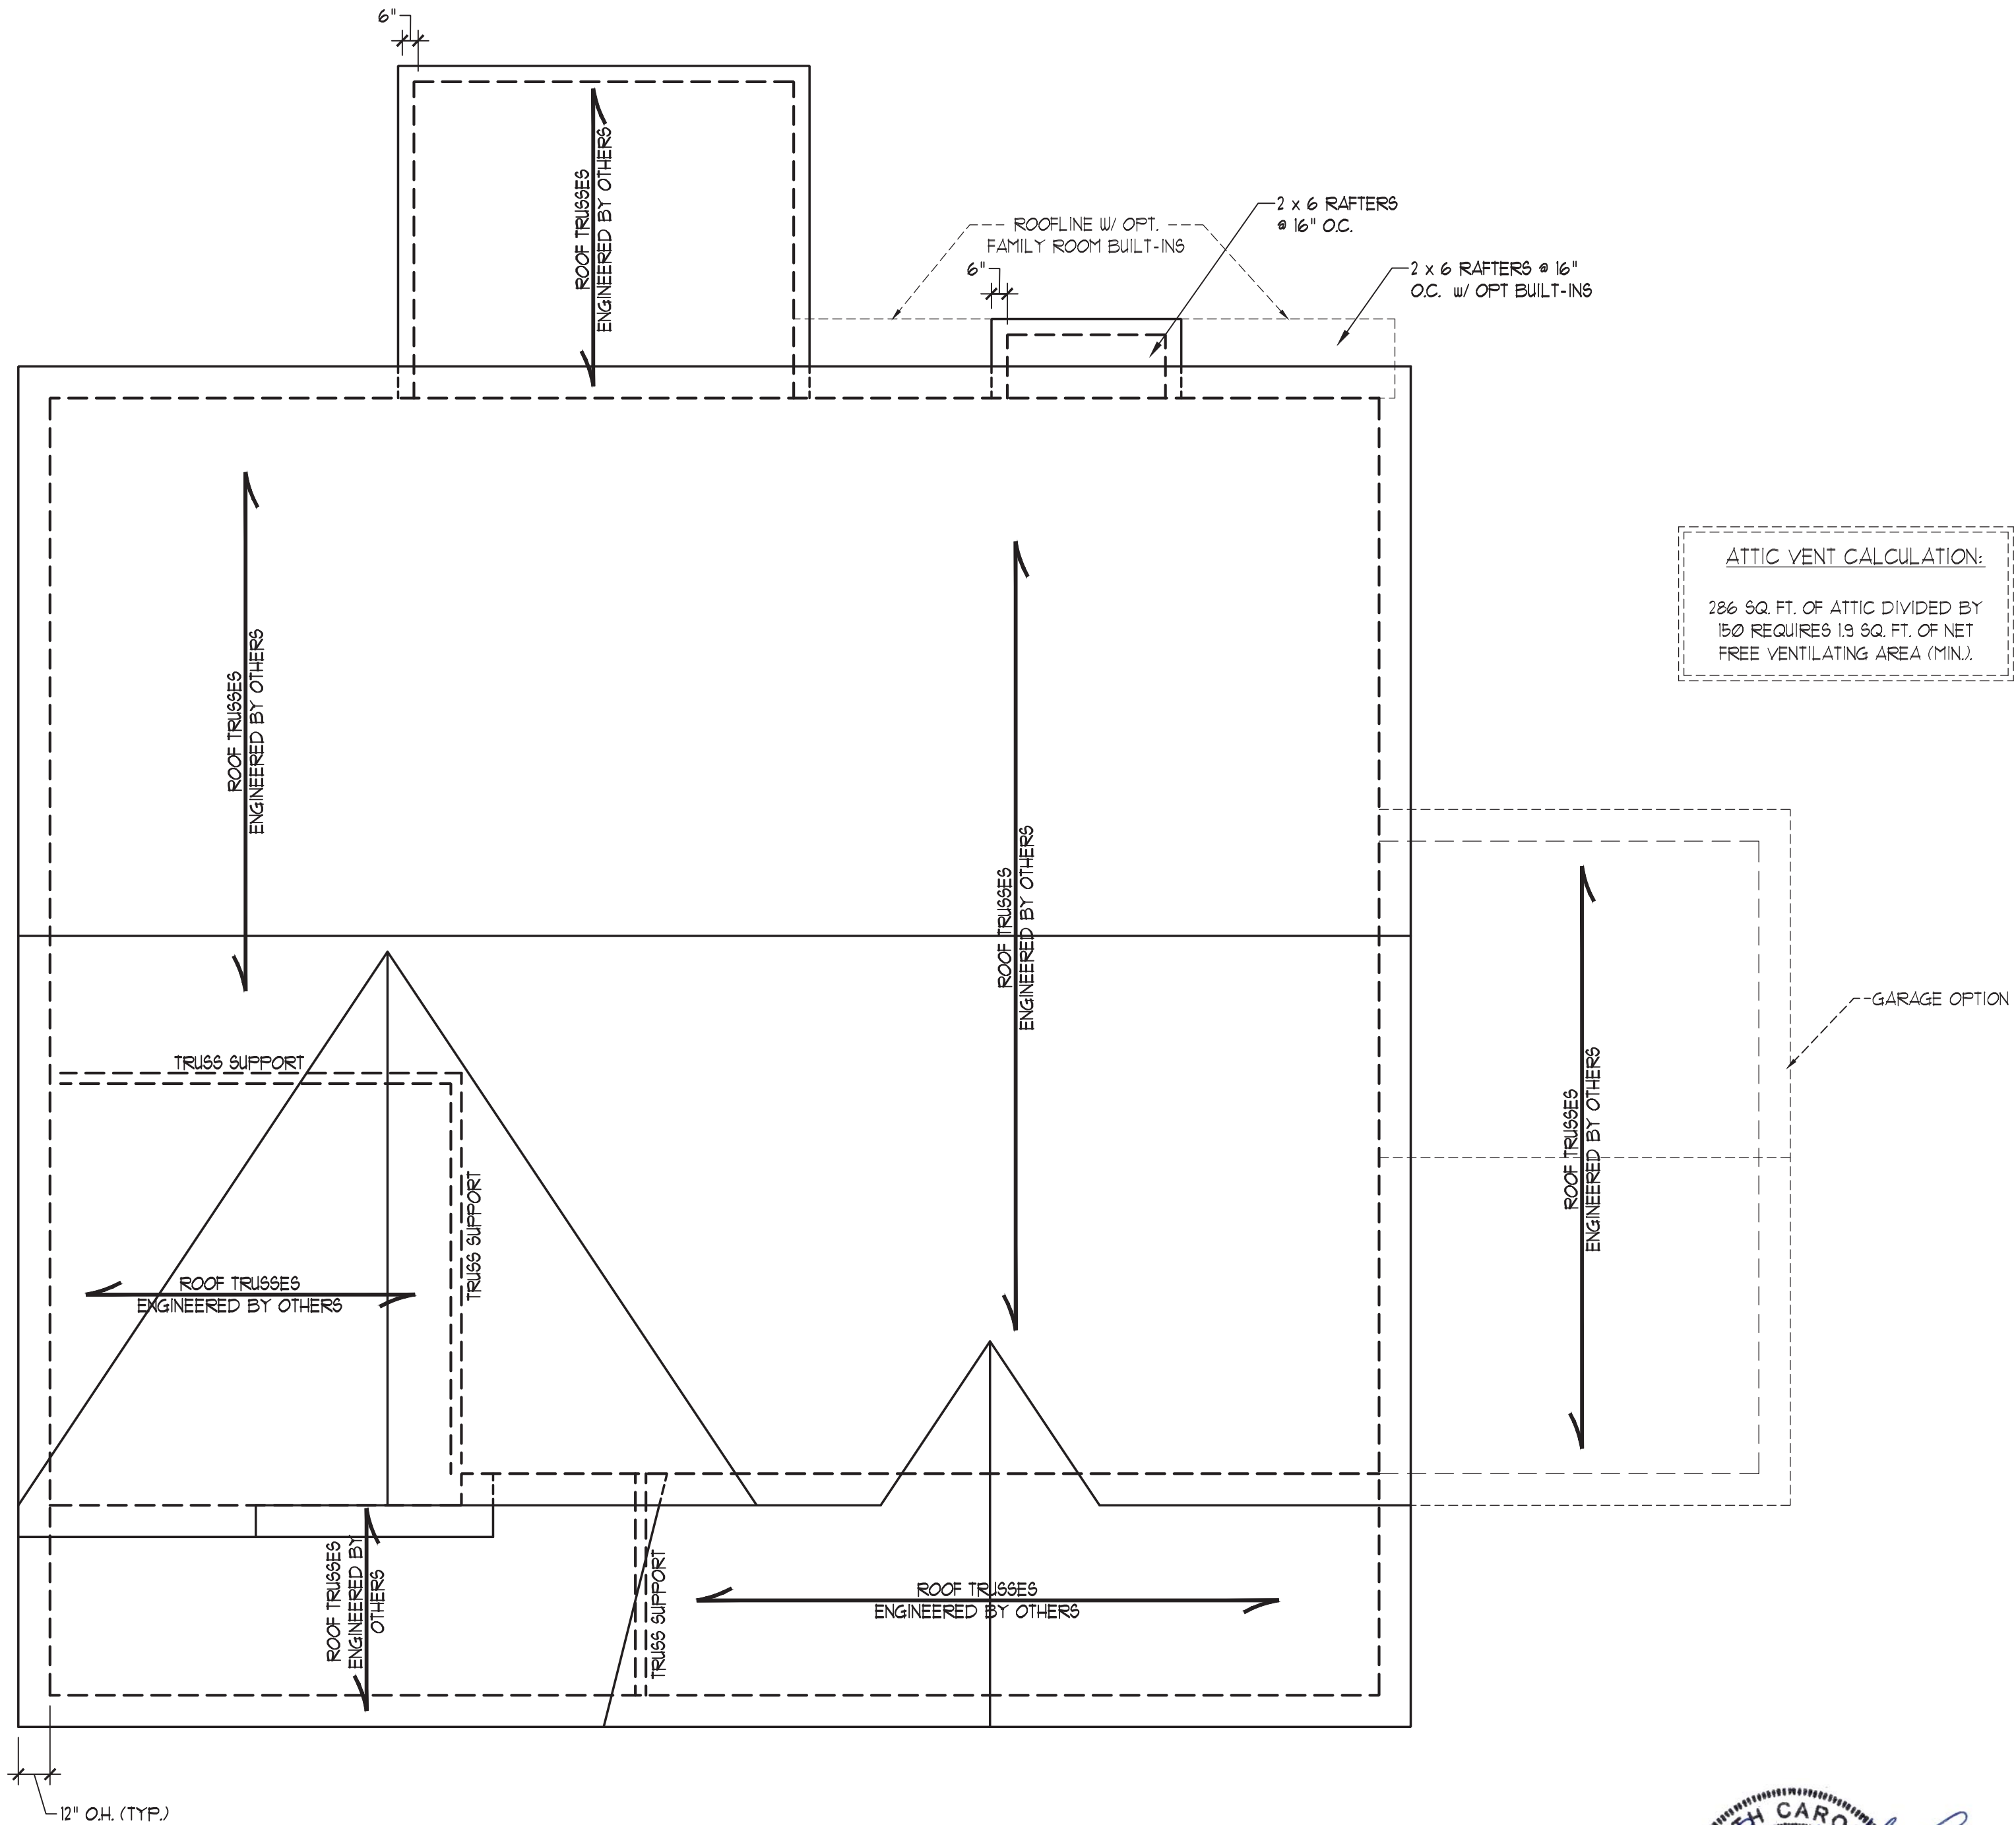 6"
ROOF TRUSSES
ENGINEERED BY OTHERS
ROOFLINE W/ OPT.
FAMILY ROOM BUILT-INS
6"
2 x 6 RAFTERS
@ 16" O.C.
2 x 6 RAFTERS @ 16"
O.C. w/ OPT BUILT-INS
ATTIC VENT CALCULATION:
286 SQ. FT. OF ATTIC DIVIDED BY
150 REQUIRES 1.9 SQ. FT. OF NET
FREE VENTILATING AREA (MIN.).
ROOF TRUSSES
ENGINEERED BY OTHERS
ROOF TRUSSES
ENGINEERED BY OTHERS
GARAGE OPTION
ROOF TRUSSES
ENGINEERED BY OTHERS
TRUSS SUPPORT
TRUSS SUPPORT
ROOF TRUSSES
ENGINEERED BY OTHERS
ROOF TRUSSES
ENGINEERED BY
OTHERS
TRUSS SUPPORT
ROOF TRUSSES
ENGINEERED BY OTHERS
12" O.H. (TYP.)